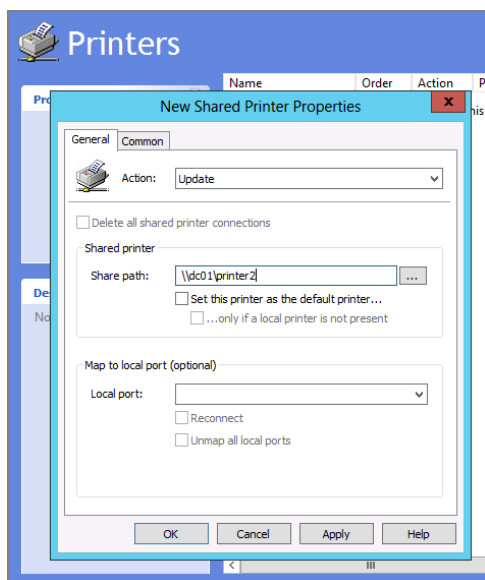 Printers
Name Order Action P
Pro
his
New Shared Printer Properties
x
General Common
Action: Update
Delete all shared printer connections
Shared printer
Share path: \\dc01\printer2 ...
Set this printer as the default printer...
...only if a local printer is not present
De
No
Map to local port (optional)
Local port:
Reconnect
Unmap all local ports
OK Cancel Apply Help